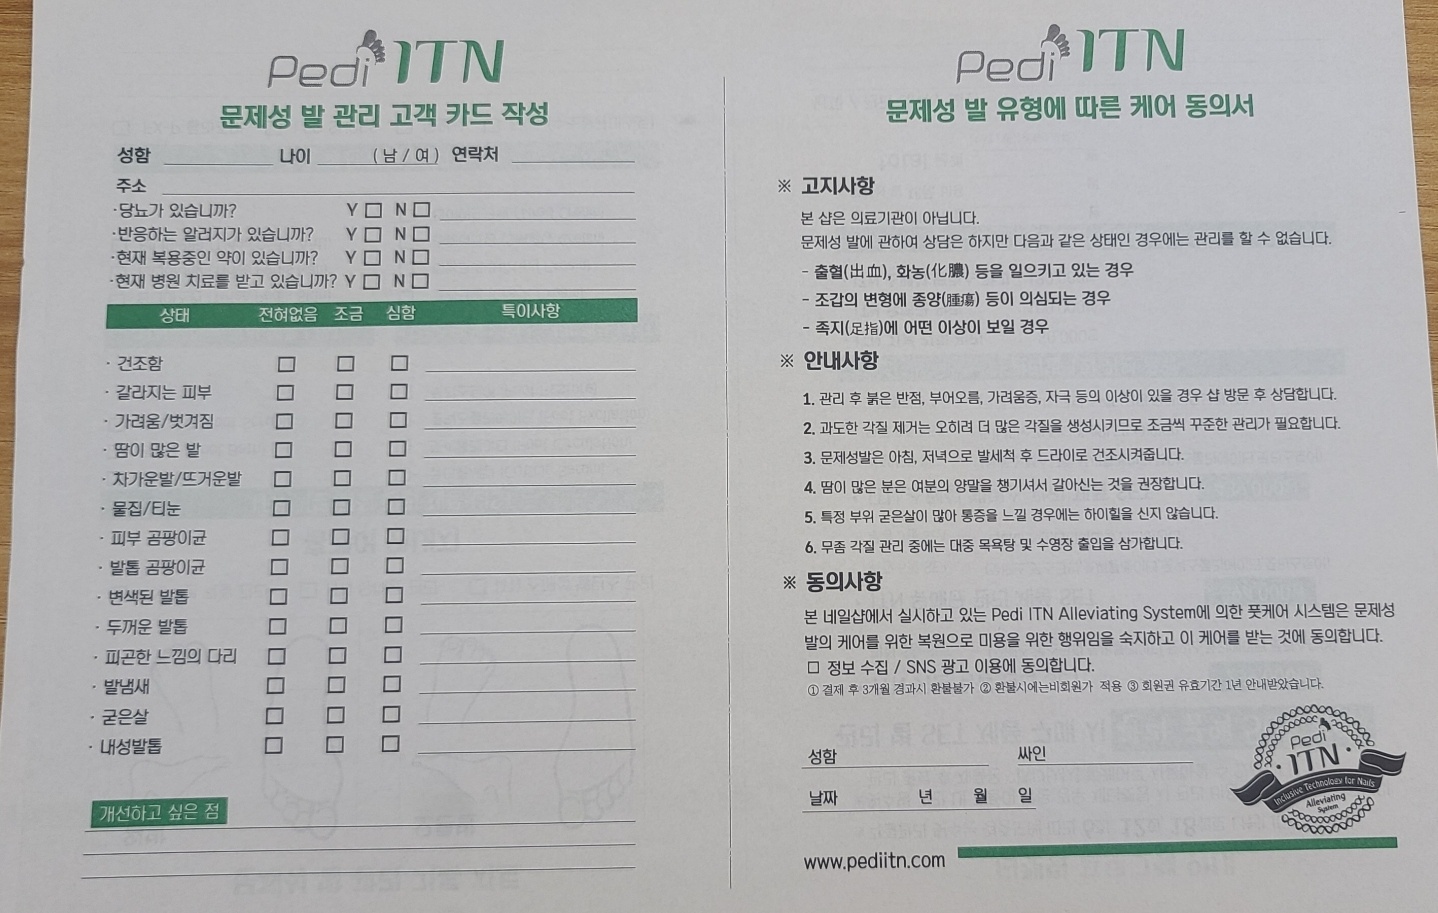 Pedi ITN
문제성 발 관리 고객 카드 작성
성함 나이 ( 남 / 여 ) 연락처
주소
·당뇨가 있습니까? Y □ N □
·반응하는 알러지가 있습니까? Y □ N □
·현재 복용중인 약이 있습니까? Y □ N □
·현재 병원 치료를 받고 있습니까? Y □ N □
상태 전혀없음 조금 심함 특이사항
· 건조함 □ □ □
· 갈라지는 피부 □ □ □
· 가려움/벗겨짐 □ □ □
· 땀이 많은 발 □ □ □
· 차가운발/뜨거운발 □ □ □
· 물집/티눈 □ □ □
· 피부 곰팡이균 □ □ □
· 발톱 곰팡이균 □ □ □
· 변색된 발톱 □ □ □
· 두꺼운 발톱 □ □ □
· 피곤한 느낌의 다리 □ □ □
· 발냄새 □ □ □
· 굳은살 □ □ □
· 내성발톱 □ □ □
개선하고 싶은 점
Pedi ITN
문제성 발 유형에 따른 케어 동의서
※ 고지사항
본 샵은 의료기관이 아닙니다.
문제성 발에 관하여 상담은 하지만 다음과 같은 상태인 경우에는 관리를 할 수 없습니다.
- 출혈(出血), 화농(化膿) 등을 일으키고 있는 경우
- 조갑의 변형에 종양(腫瘍) 등이 의심되는 경우
- 족지(足指)에 어떤 이상이 보일 경우
※ 안내사항
1. 관리 후 붉은 반점, 부어오름, 가려움증, 자극 등의 이상이 있을 경우 샵 방문 후 상담합니다.
2. 과도한 각질 제거는 오히려 더 많은 각질을 생성시키므로 조금씩 꾸준한 관리가 필요합니다.
3. 문제성발은 아침, 저녁으로 발세척 후 드라이로 건조시켜줍니다.
4. 땀이 많은 분은 여분의 양말을 챙기셔서 갈아신는 것을 권장합니다.
5. 특정 부위 굳은살이 많아 통증을 느낄 경우에는 하이힐을 신지 않습니다.
6. 무좀 각질 관리 중에는 대중 목욕탕 및 수영장 출입을 삼가합니다.
※ 동의사항
본 네일샵에서 실시하고 있는 Pedi ITN Alleviating System에 의한 풋케어 시스템은 문제성
발의 케어를 위한 복원으로 미용을 위한 행위임을 숙지하고 이 케어를 받는 것에 동의합니다.
□ 정보 수집 / SNS 광고 이용에 동의합니다.
① 결제 후 3개월 경과시 환불불가 ② 환불시에는비회원가 적용 ③ 회원권 유효기간 1년 안내받았습니다.
성함 싸인
날짜 년 월 일
Pedi
·ITN·
Inclusive Technology for Nails
Alleviating
System
www.pediitn.com